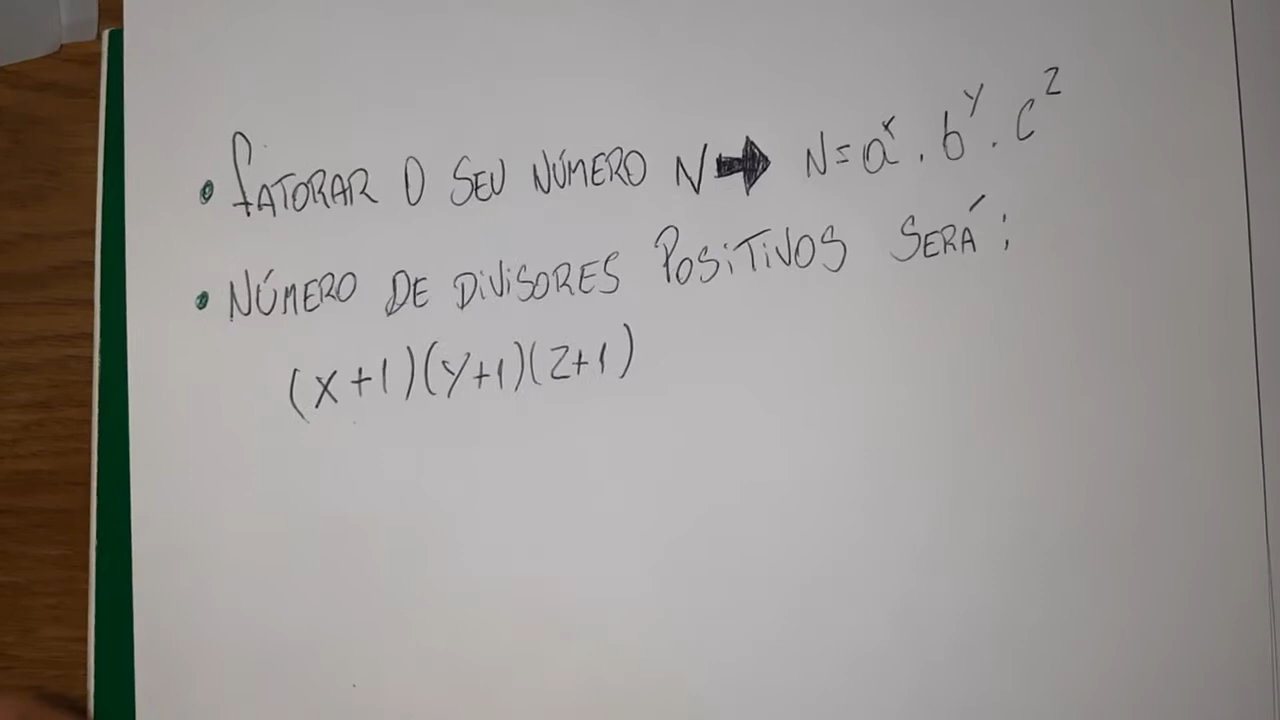 • FATORAR O SEU NÚMERO N ➡ N = a^x . b^y . c^z
• NÚMERO DE DIVISORES POSITIVOS SERÁ:
(x+1)(y+1)(z+1)